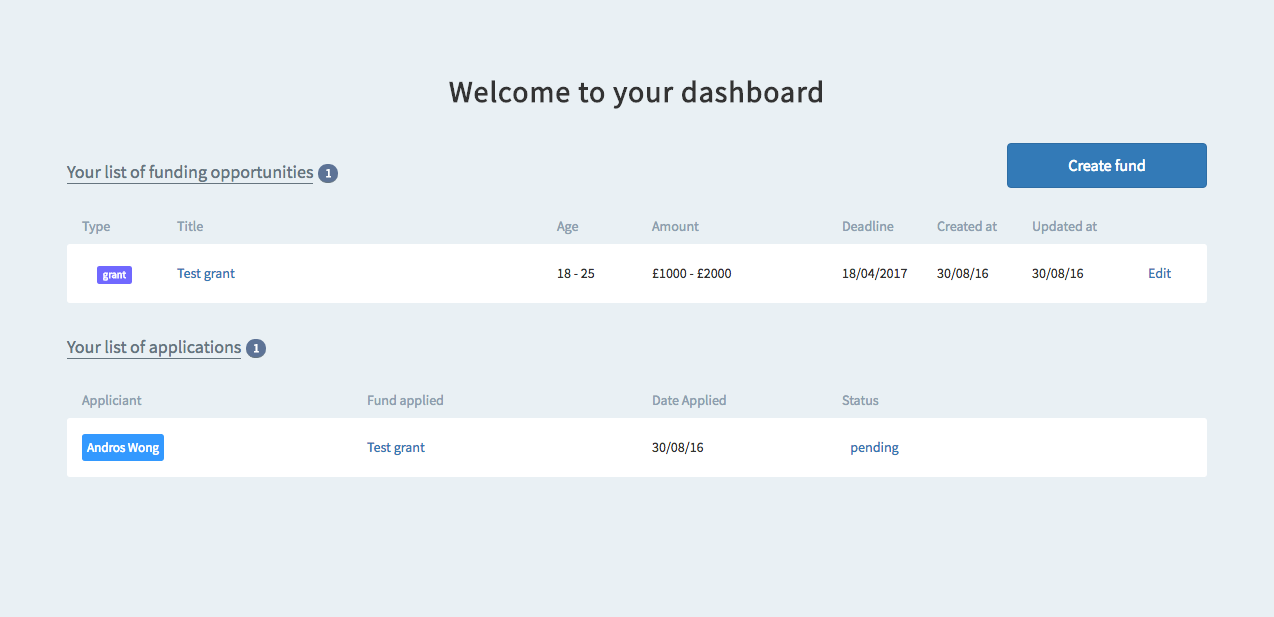 Welcome to your dashboard
Your list of funding opportunities 1
Create fund
Type Title Age Amount Deadline Created at Updated at
grant Test grant 18 - 25 £1000 - £2000 18/04/2017 30/08/16 30/08/16 Edit
Your list of applications 1
Appliciant Fund applied Date Applied Status
Andros Wong Test grant 30/08/16 pending